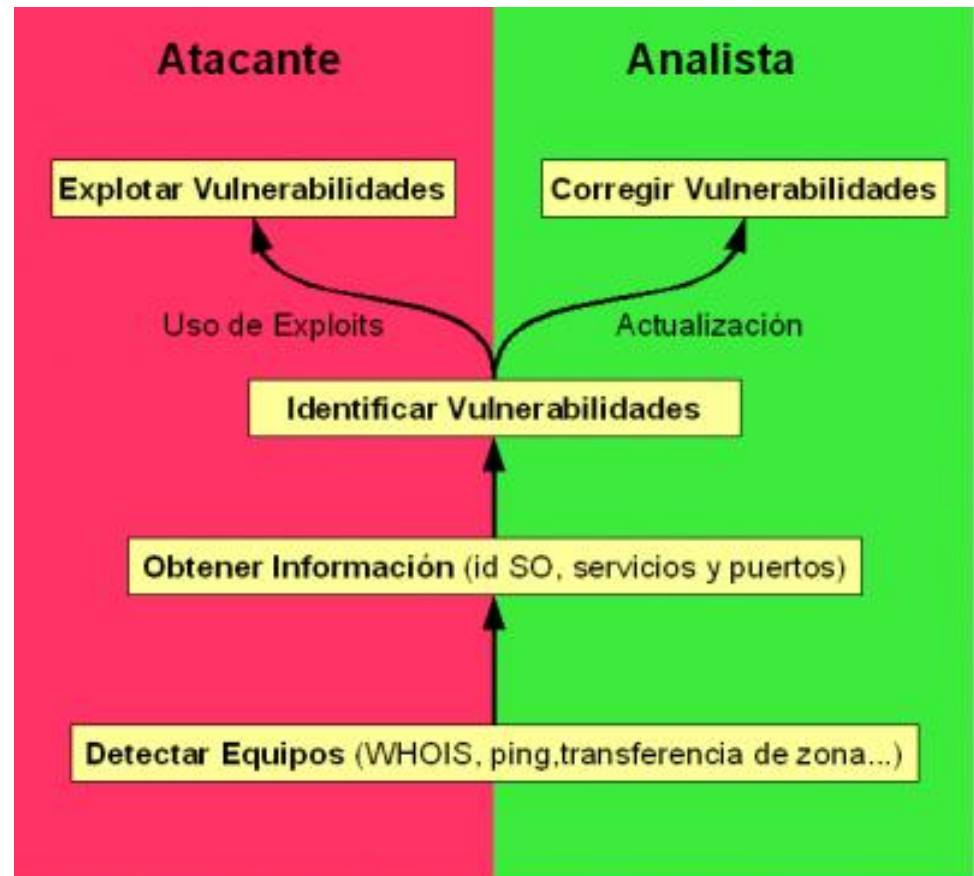 Atacante
Analista
Explotar Vulnerabilidades
Corregir Vulnerabilidades
Uso de Exploits
Actualización
Identificar Vulnerabilidades
Obtener Información (id SO, servicios y puertos)
Detectar Equipos (WHOIS, ping,transferencia de zona...)